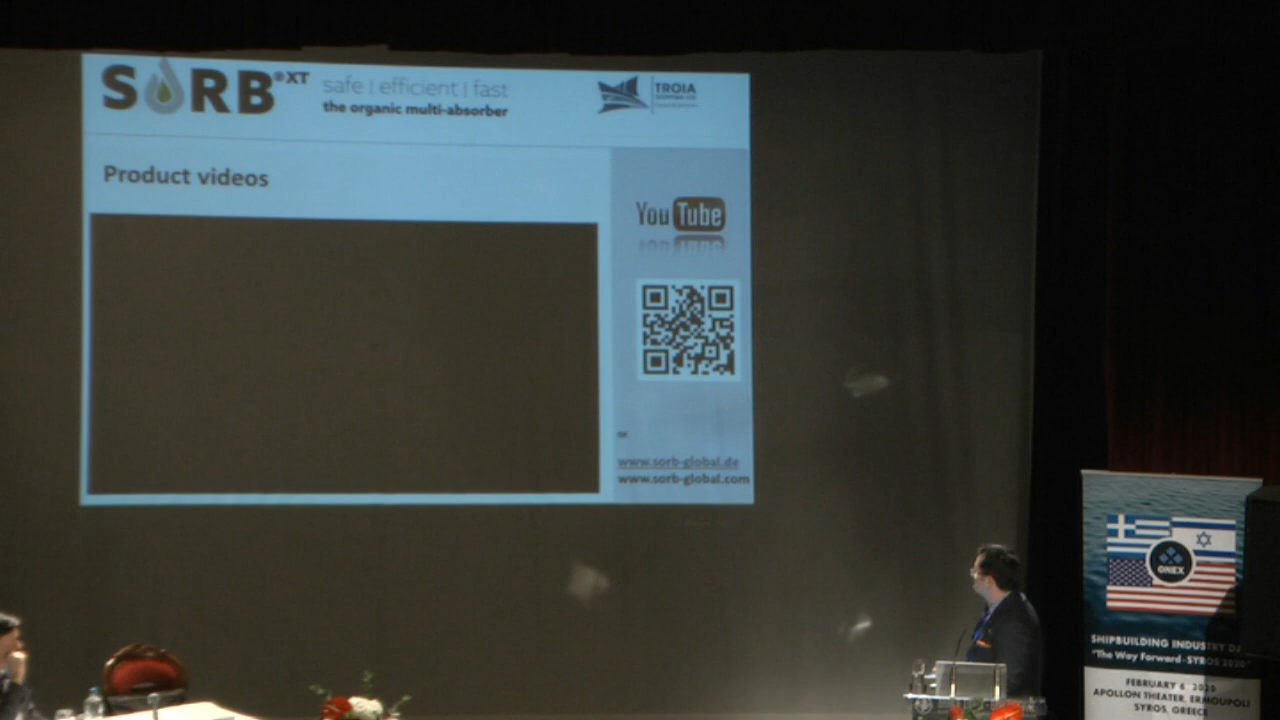 SORB®XT
safe | efficient | fast
the organic multi-absorber
TROIA
Product videos
YouTube
or
www.sorb-global.de
www.sorb-global.com
ONEX
SHIPBUILDING INDUSTRY
"The Way Forward - SYROS 2020"
FEBRUARY 6, 2020
APOLLON THEATER, ERMOUPOLI
SYROS, GREECE